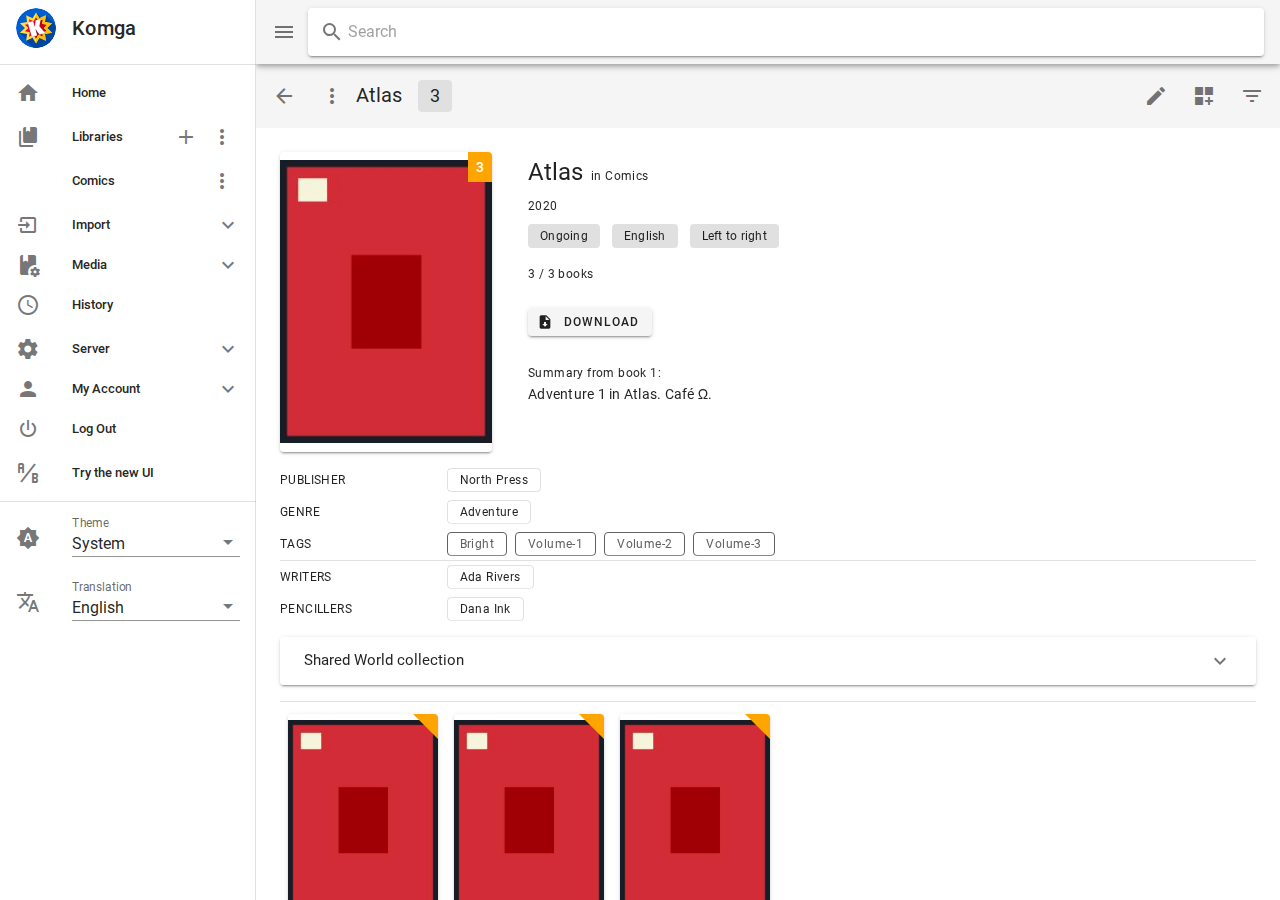 Komga
Search
Home
Libraries
Comics
Import
Media
History
Server
My Account
Log Out
Try the new UI
Theme
System
Translation
English
Atlas 3
3
Atlas in Comics
2020
Ongoing English Left to right
3 / 3 books
DOWNLOAD
Summary from book 1:
Adventure 1 in Atlas. Café Ω.
PUBLISHER North Press
GENRE Adventure
TAGS Bright Volume-1 Volume-2 Volume-3
WRITERS Ada Rivers
PENCILLERS Dana Ink
Shared World collection